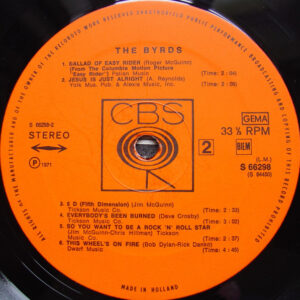 THE BYRDS
1. BALLAD OF EASY RIDER (Roger McGuinn)
(From the Columbia Motion Picture
"Easy Rider") Pollan Music (Time: 2: 04)
2. JESUS IS JUST ALRIGHT (A. Reynolds)
York Mus. Pub. & Alexis Music, Inc.
(Time: 2: 08)
S 66298-2
STEREO
℗ 1971
CBS
GEMA
33 ⅓ RPM
2
BIEM
(L.M.)
S 66298
(S 64650)
3. 5 D (Fifth Dimension) (Jim McGuinn)
Tickson Music Co. (Time: 2: 32)
4. EVERYBODY'S BEEN BURNED (Dave Crosby)
Tickson Music Co. (Time: 2: 37)
5. SO YOU WANT TO BE A ROCK 'N' ROLL STAR
(Jim McGuinn-Chris Hillman) Tickson
Music Co. (Time: 2: 03)
6. THIS WHEEL'S ON FIRE (Bob Dylan-Rick Danko)
Dwarf Music (Time: 4: 45)
MADE IN HOLLAND
ALL RIGHTS OF THE MANUFACTURER AND OF THE OWNER OF THE RECORDED WORK RESERVED UNAUTHORISED PUBLIC PERFORMANCE BROADCASTING AND COPYING OF THIS RECORD PROHIBITED